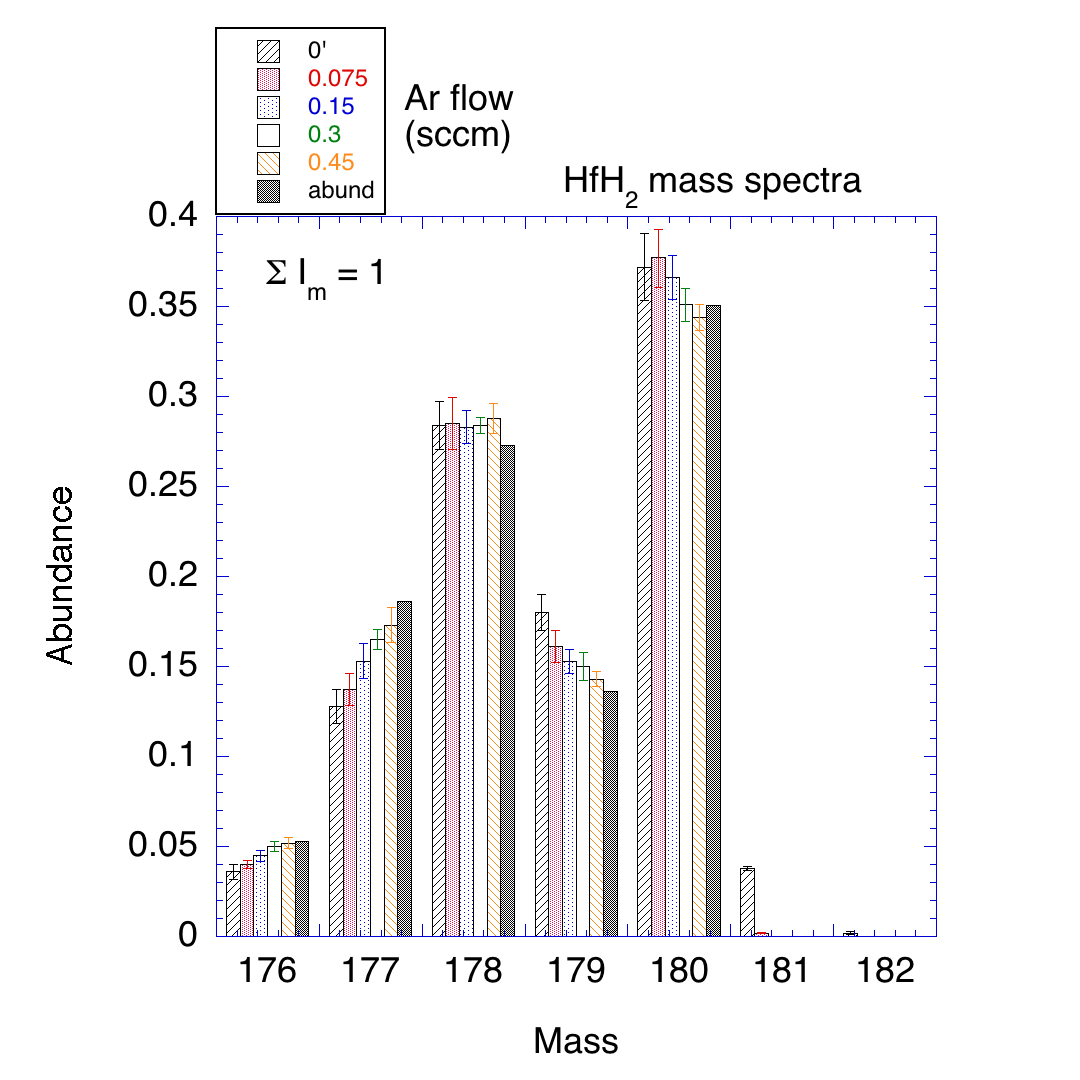 0'
0.075
0.15
0.3
0.45
abund
Ar flow
(sccm)
HfH2 mass spectra
Σ Im = 1
0.4
0.35
0.3
0.25
0.2
0.15
0.1
0.05
0
Abundance
176 177 178 179 180 181 182
Mass